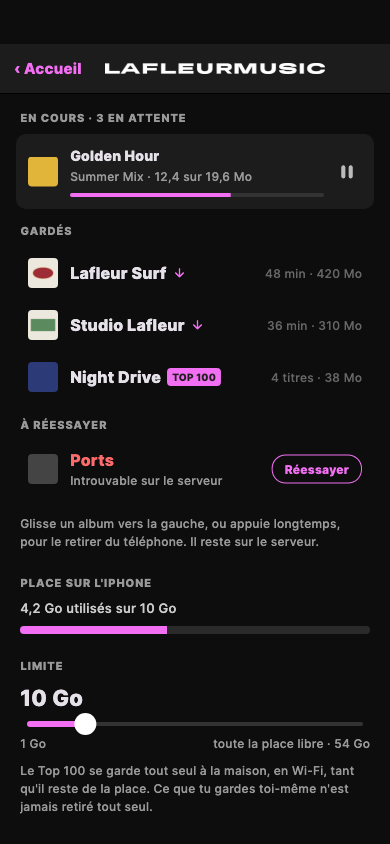 ‹ Accueil
LAFLEURMUSIC
EN COURS · 3 EN ATTENTE
Golden Hour
Summer Mix · 12,4 sur 19,6 Mo
GARDÉS
Lafleur Surf ↓
48 min · 420 Mo
Studio Lafleur ↓
36 min · 310 Mo
Night Drive TOP 100
4 titres · 38 Mo
À RÉESSAYER
Ports
Introuvable sur le serveur
Réessayer
Glisse un album vers la gauche, ou appuie longtemps,
pour le retirer du téléphone. Il reste sur le serveur.
PLACE SUR L'IPHONE
4,2 Go utilisés sur 10 Go
LIMITE
10 Go
1 Go
toute la place libre · 54 Go
Le Top 100 se garde tout seul à la maison, en Wi-Fi, tant
qu'il reste de la place. Ce que tu gardes toi-même n'est
jamais retiré tout seul.